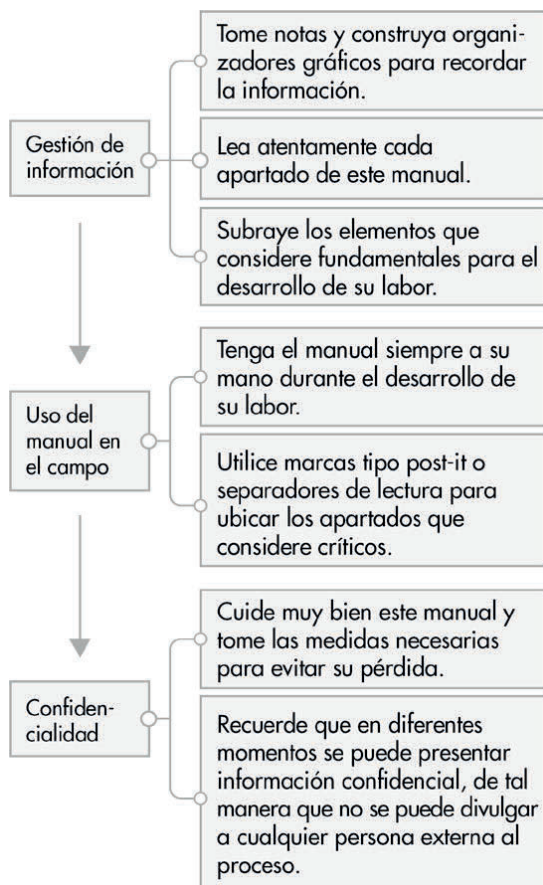 Gestión de
información
Tome notas y construya organi-
zadores gráficos para recordar
la información.
Lea atentamente cada
apartado de este manual.
Subraye los elementos que
considere fundamentales para el
desarrollo de su labor.
Uso del
manual en
el campo
Tenga el manual siempre a su
mano durante el desarrollo de
su labor.
Utilice marcas tipo post-it o
separadores de lectura para
ubicar los apartados que
considere críticos.
Confiden-
cialidad
Cuide muy bien este manual y
tome las medidas necesarias
para evitar su pérdida.
Recuerde que en diferentes
momentos se puede presentar
información confidencial, de tal
manera que no se puede divulgar
a cualquier persona externa al
proceso.